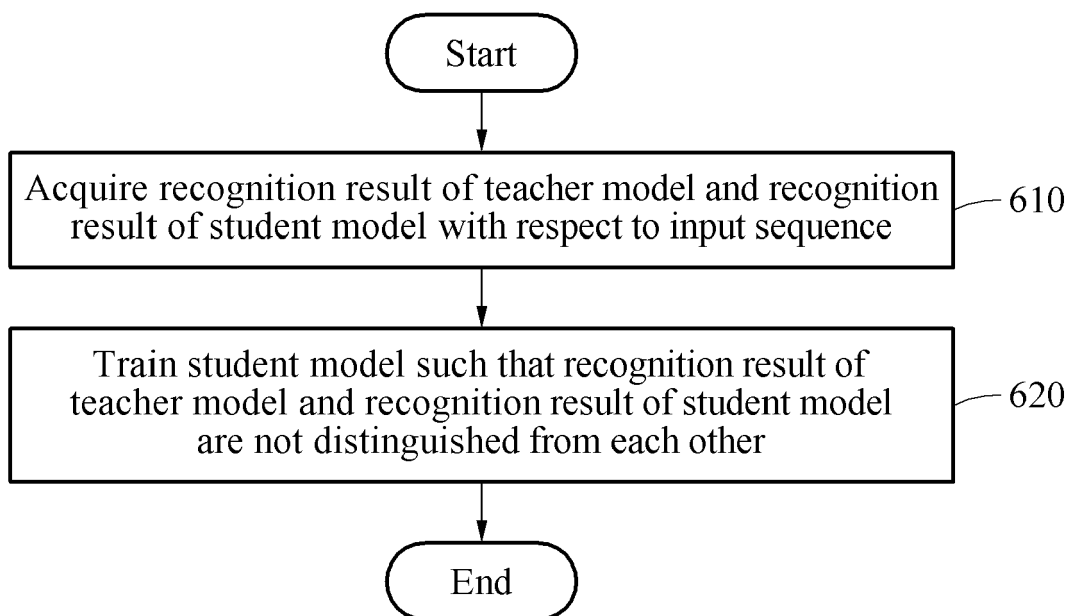 Start
Acquire recognition result of teacher model and recognition
result of student model with respect to input sequence
610
Train student model such that recognition result of
teacher model and recognition result of student model
are not distinguished from each other
620
End